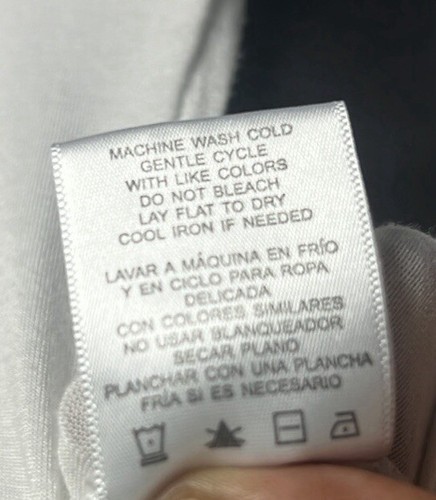 MACHINE WASH COLD
GENTLE CYCLE
WITH LIKE COLORS
DO NOT BLEACH
LAY FLAT TO DRY
COOL IRON IF NEEDED
LAVAR A MÁQUINA EN FRÍO
Y EN CICLO PARA ROPA
DELICADA
CON COLORES SIMILARES
NO USAR BLANQUEADOR
SECAR PLANO
PLANCHAR CON UNA PLANCHA
FRÍA SI ES NECESARIO